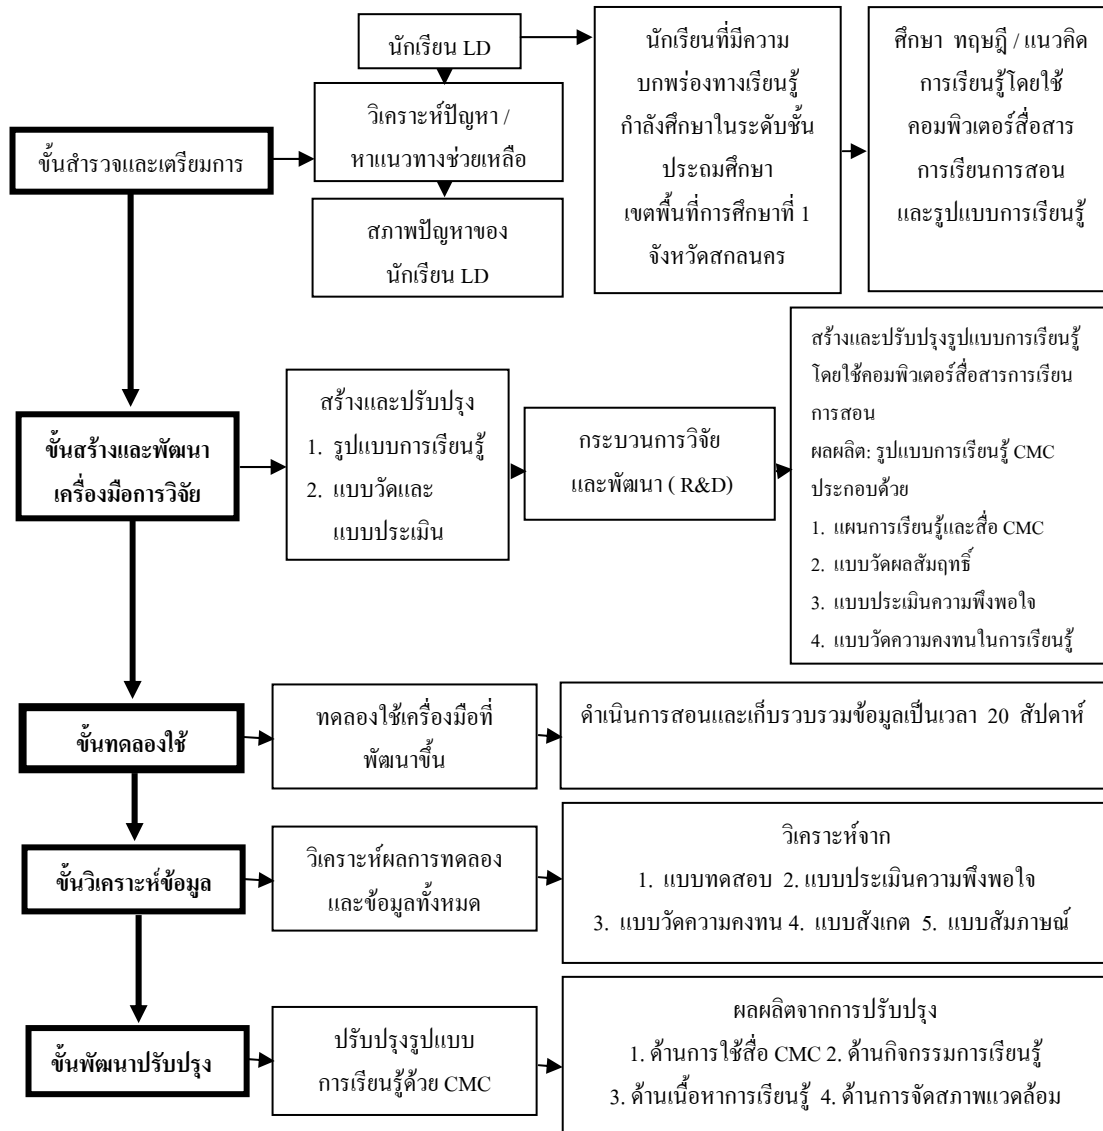 นักเรียน LD
วิเคราะห์ปัญหา /
หาแนวทางช่วยเหลือ
สภาพปัญหาของ
นักเรียน LD
นักเรียนที่มีความ
บกพร่องทางเรียนรู้
กำลังศึกษาในระดับชั้น
ประถมศึกษา
เขตพื้นที่การศึกษาที่ 1
จังหวัดสกลนคร
ศึกษา ทฤษฎี / แนวคิด
การเรียนรู้โดยใช้
คอมพิวเตอร์สื่อสาร
การเรียนการสอน
และรูปแบบการเรียนรู้
ขั้นสำรวจและเตรียมการ
ขั้นสร้างและพัฒนา
เครื่องมือการวิจัย
สร้างและปรับปรุง
1. รูปแบบการเรียนรู้
2. แบบวัดและ
แบบประเมิน
กระบวนการวิจัย
และพัฒนา ( R&D)
สร้างและปรับปรุงรูปแบบการเรียนรู้
โดยใช้คอมพิวเตอร์สื่อสารการเรียน
การสอน
ผลผลิต: รูปแบบการเรียนรู้ CMC
ประกอบด้วย
1. แผนการเรียนรู้และสื่อ CMC
2. แบบวัดผลสัมฤทธิ์
3. แบบประเมินความพึงพอใจ
4. แบบวัดความคงทนในการเรียนรู้
ขั้นทดลองใช้
ทดลองใช้เครื่องมือที่
พัฒนาขึ้น
ดำเนินการสอนและเก็บรวบรวมข้อมูลเป็นเวลา 20 สัปดาห์
ขั้นวิเคราะห์ข้อมูล
วิเคราะห์ผลการทดลอง
และข้อมูลทั้งหมด
วิเคราะห์จาก
1. แบบทดสอบ 2. แบบประเมินความพึงพอใจ
3. แบบวัดความคงทน 4. แบบสังเกต 5. แบบสัมภาษณ์
ขั้นพัฒนาปรับปรุง
ปรับปรุงรูปแบบ
การเรียนรู้ด้วย CMC
ผลผลิตจากการปรับปรุง
1. ด้านการใช้สื่อ CMC 2. ด้านกิจกรรมการเรียนรู้
3. ด้านเนื้อหาการเรียนรู้ 4. ด้านการจัดสภาพแวดล้อม